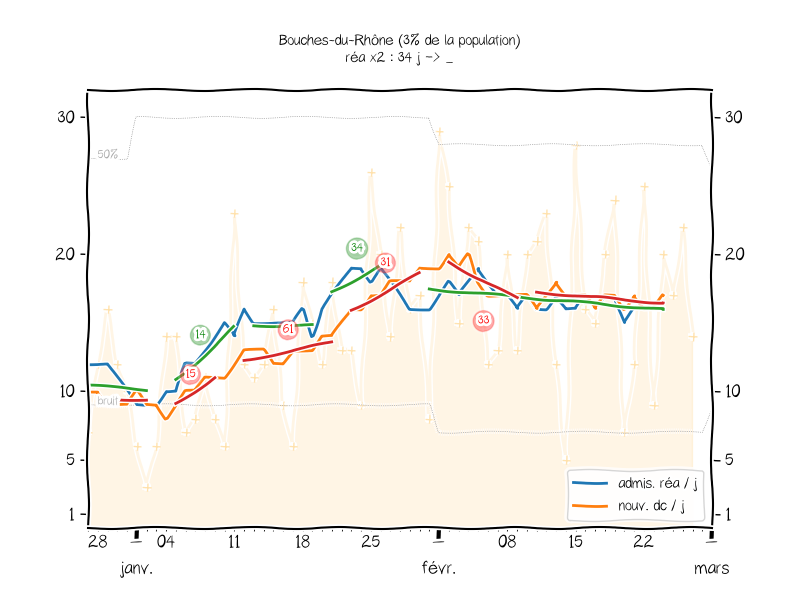 Bouches-du-Rhône (3% de la population)
réa x2 : 34 j -> _
30
30
50%
20
20
34
31
14
61
33
15
10
10
bruit
5
5
1
1
admis. réa / j
nouv. dc / j
28 04 11 18 25 08 15 22
janv. févr. mars